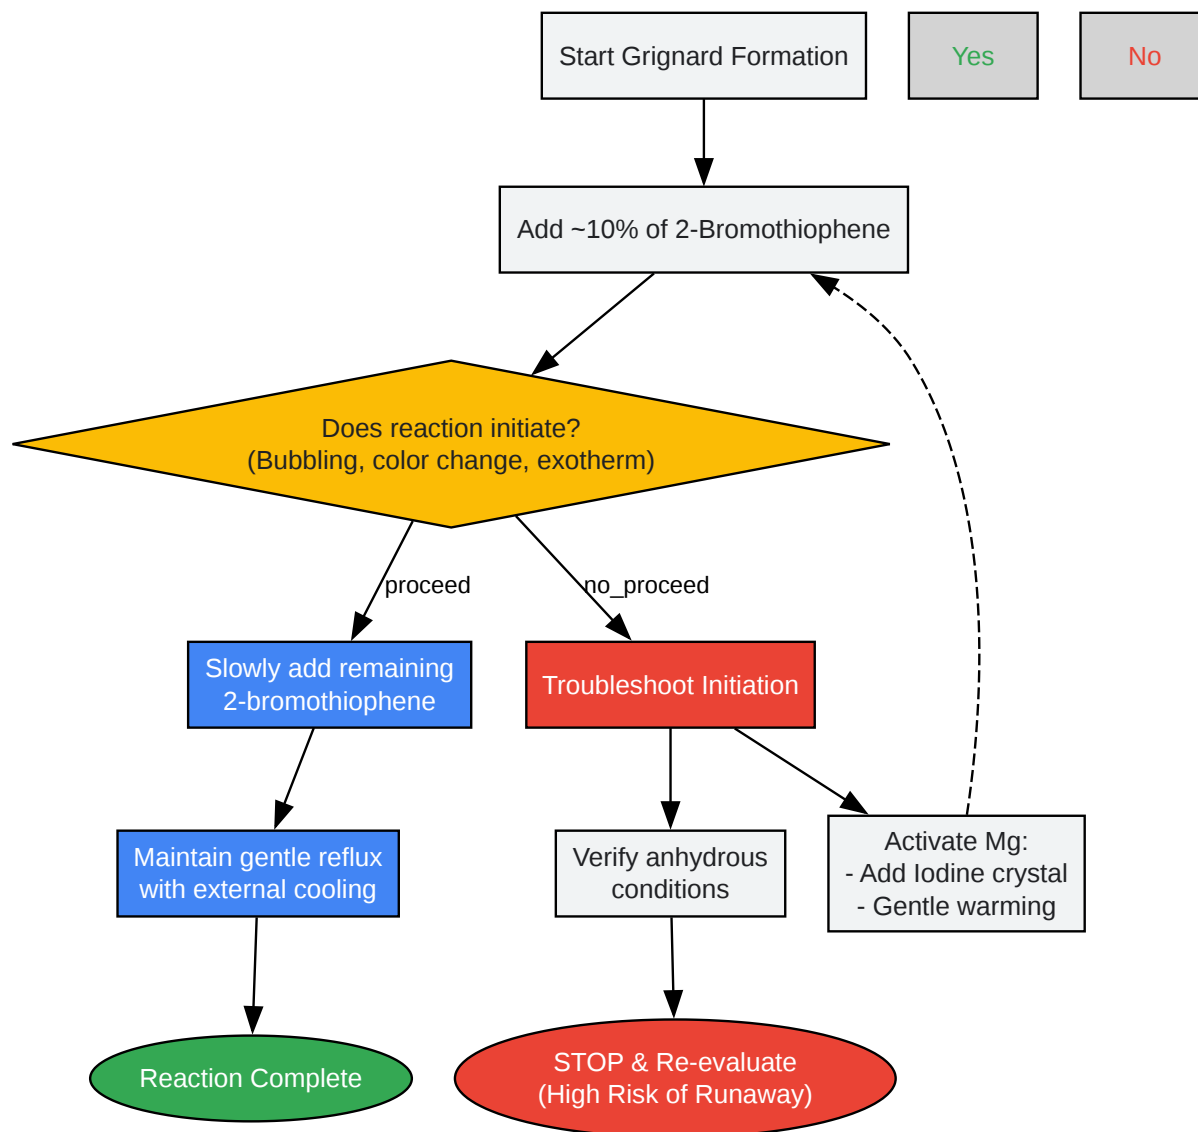 Start Grignard Formation
Yes
No
Add ~10% of 2-Bromothiophene
Does reaction initiate?
(Bubbling, color change, exotherm)
proceed
no_proceed
Slowly add remaining
2-bromothiophene
Troubleshoot Initiation
Maintain gentle reflux
with external cooling
Verify anhydrous
conditions
Activate Mg:
- Add Iodine crystal
- Gentle warming
Reaction Complete
STOP & Re-evaluate
(High Risk of Runaway)